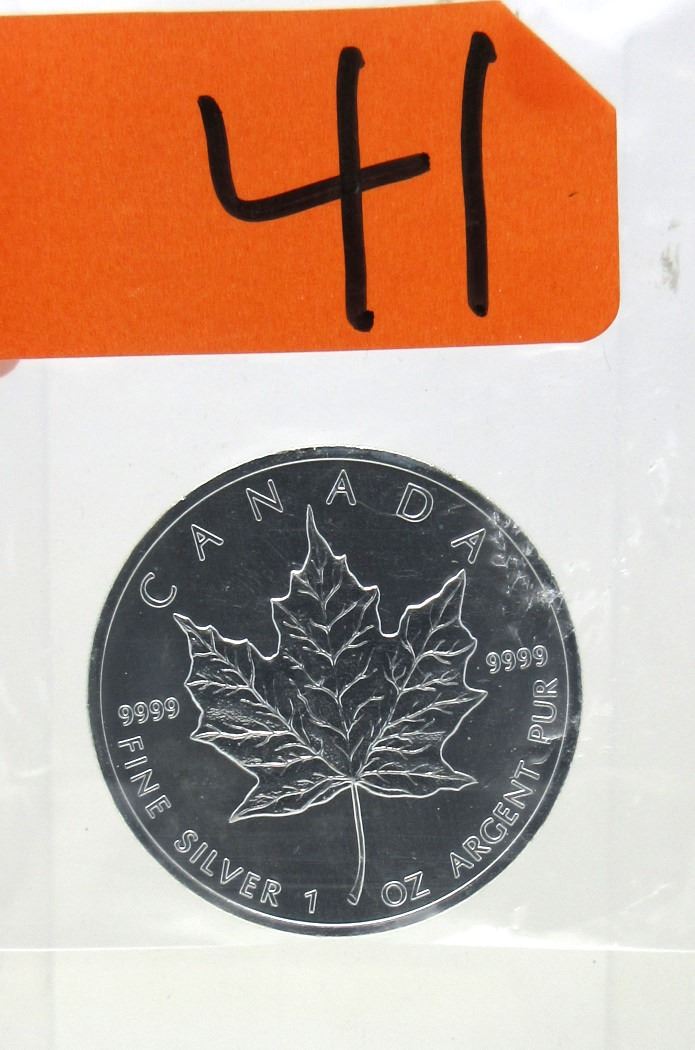 41
CANADA
9999
9999
FINE SILVER 1 OZ ARGENT PUR